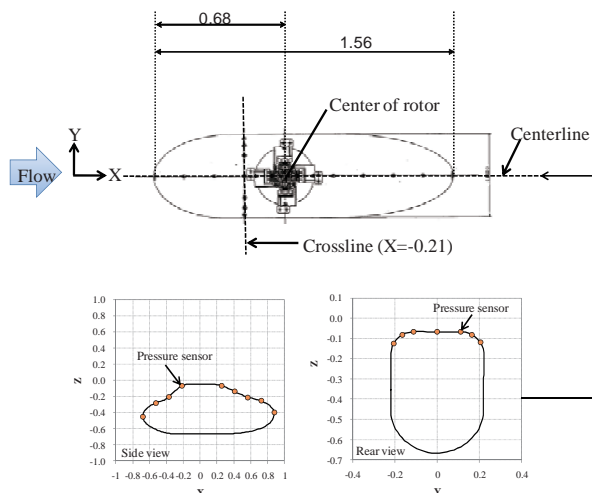 0.68
1.56
Center of rotor
Centerline
Y
Flow
X
Crossline (X=-0.21)
1.0
0.8
0.6
0.4
0.2
0.0
-0.2
-0.4
-0.6
-0.8
-1.0
z
Pressure sensor
Side view
-1 -0.8 -0.6 -0.4 -0.2 0 0.2 0.4 0.6 0.8 1
x
0.1
0.0
-0.1
-0.2
-0.3
-0.4
-0.5
-0.6
-0.7
z
Pressure sensor
Rear view
-0.4 -0.2 0.0 0.2 0.4